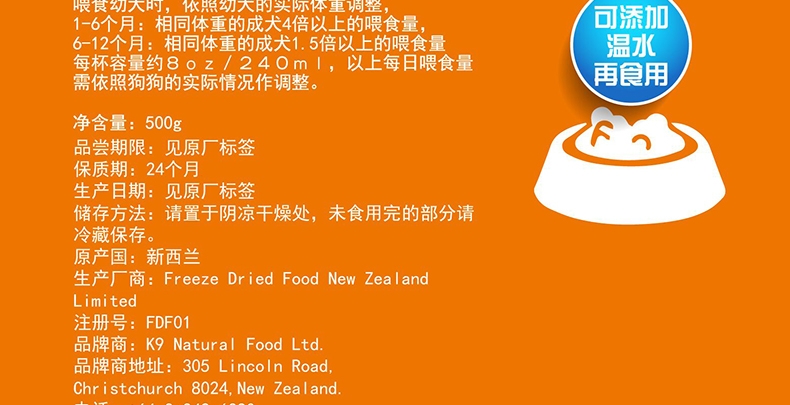 喂食幼犬时，依照幼犬的实际体重调整，
1-6个月：相同体重的成犬4倍以上的喂食量，
6-12个月：相同体重的成犬1.5倍以上的喂食量
每杯容量约8oz/240ml，以上每日喂食量
需依照狗狗的实际情况作调整。
净含量：500g
品尝期限：见原厂标签
保质期：24个月
生产日期：见原厂标签
储存方法：请置于阴凉干燥处，未食用完的部分请
冷藏保存。
原产国：新西兰
生产厂商：Freeze Dried Food New Zealand
Limited
注册号：FDF01
品牌商：K9 Natural Food Ltd.
品牌商地址：305 Lincoln Road,
Christchurch 8024,New Zealand.
可添加
温水
再食用